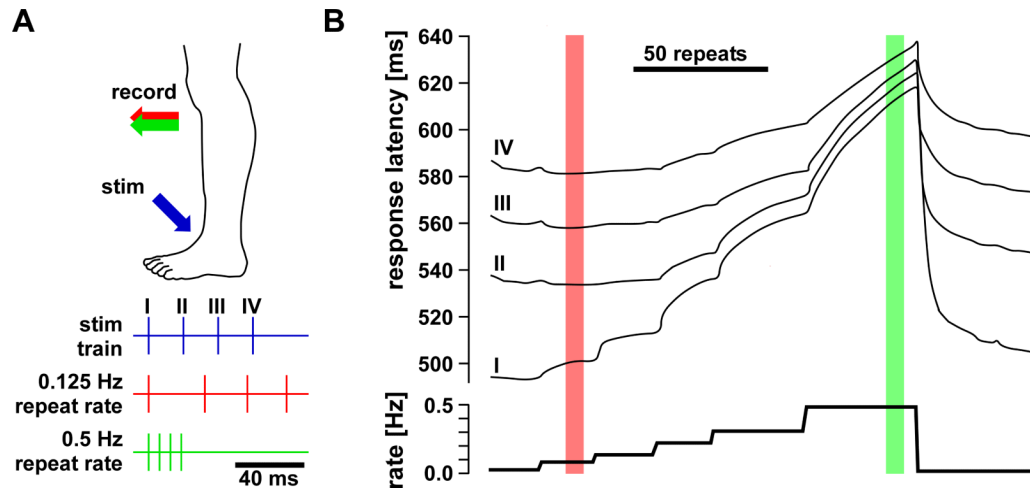 A
record
stim
I II III IV
stim
train
0.125 Hz
repeat rate
0.5 Hz
repeat rate
40 ms
B
response latency [ms]
640
620
600
580
560
540
520
500
50 repeats
IV
III
II
I
rate [Hz]
0.5
0.0